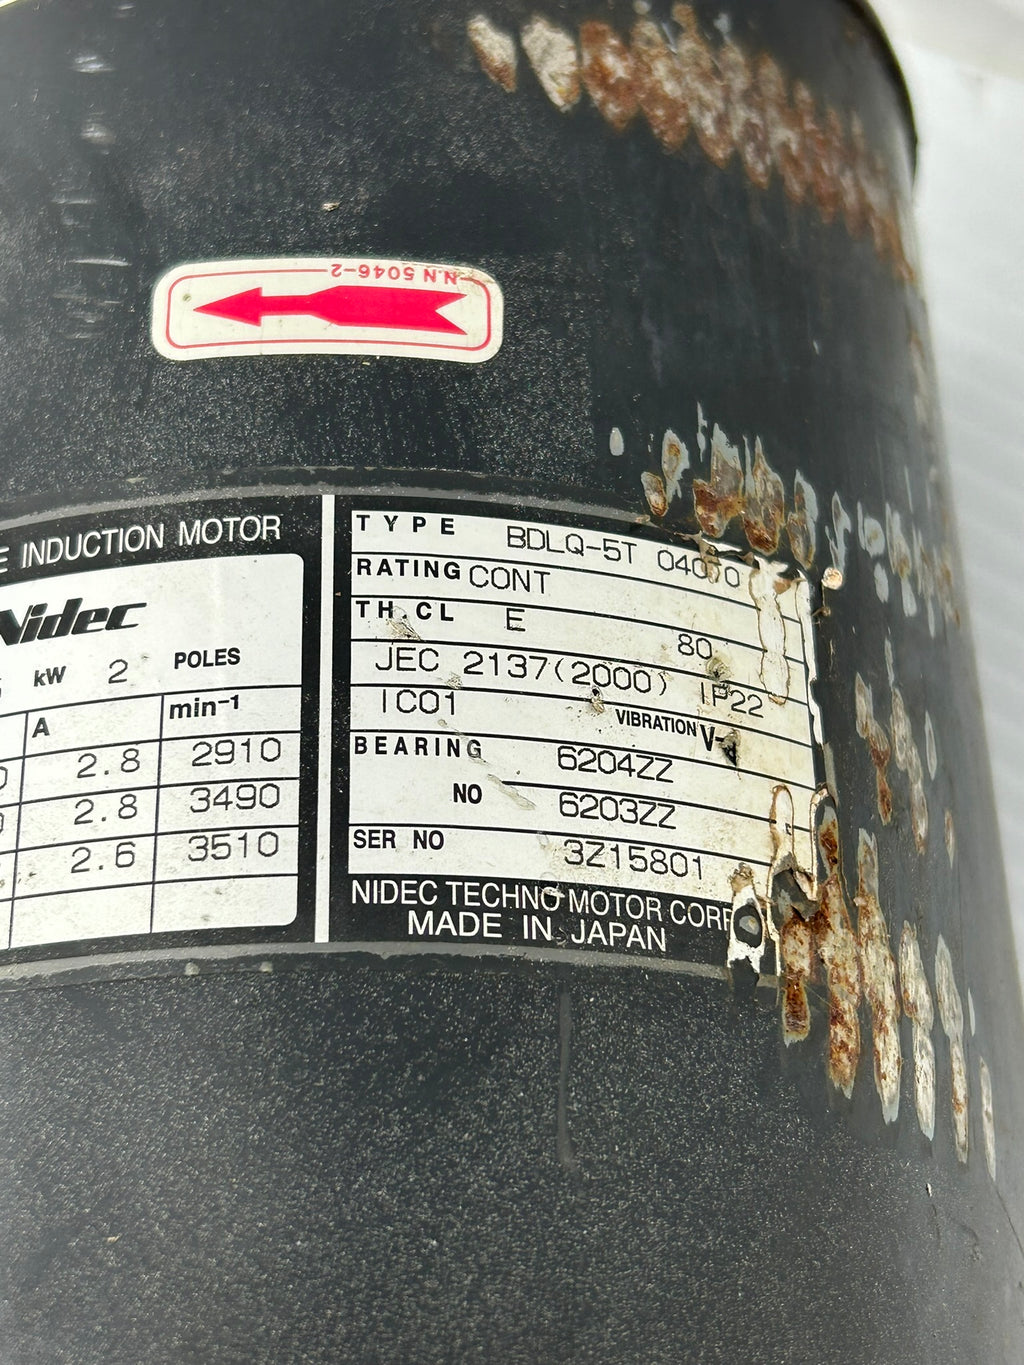 N.N 5046-2
INDUCTION MOTOR
Nidec
kW 2 POLES
A min-1
2.8 2910
2.8 3490
2.6 3510
TYPE BDLQ-5T
RATING CONT
TH.CL E 80
JEC 2137(2000) IP22
IC01 VIBRATION
BEARING 6204ZZ
NO 6203ZZ
SER NO 3Z15801
NIDEC TECHNO MOTOR CORP
MADE IN JAPAN